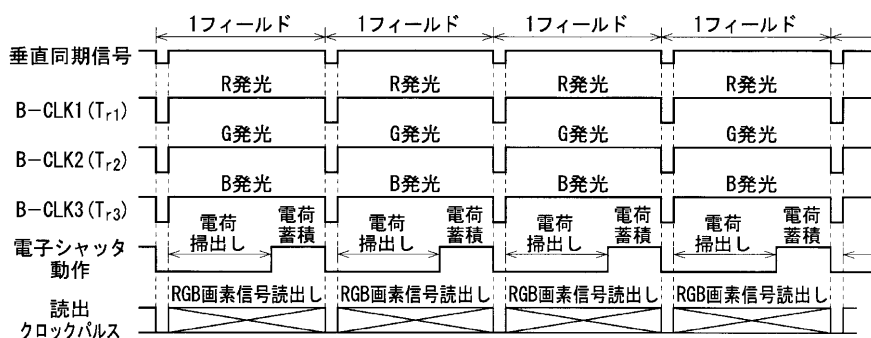 1フィールド 1フィールド 1フィールド 1フィールド
垂直同期信号
R発光 R発光 R発光 R発光
B-CLK1(Tr1)
G発光 G発光 G発光 G発光
B-CLK2(Tr2)
B発光 B発光 B発光 B発光
B-CLK3(Tr3)
電荷掃出し 電荷蓄積 電荷掃出し 電荷蓄積 電荷掃出し 電荷蓄積 電荷掃出し 電荷蓄積
電子シャッタ
動作
RGB画素信号読出し RGB画素信号読出し RGB画素信号読出し RGB画素信号読出し
読出
クロックパルス